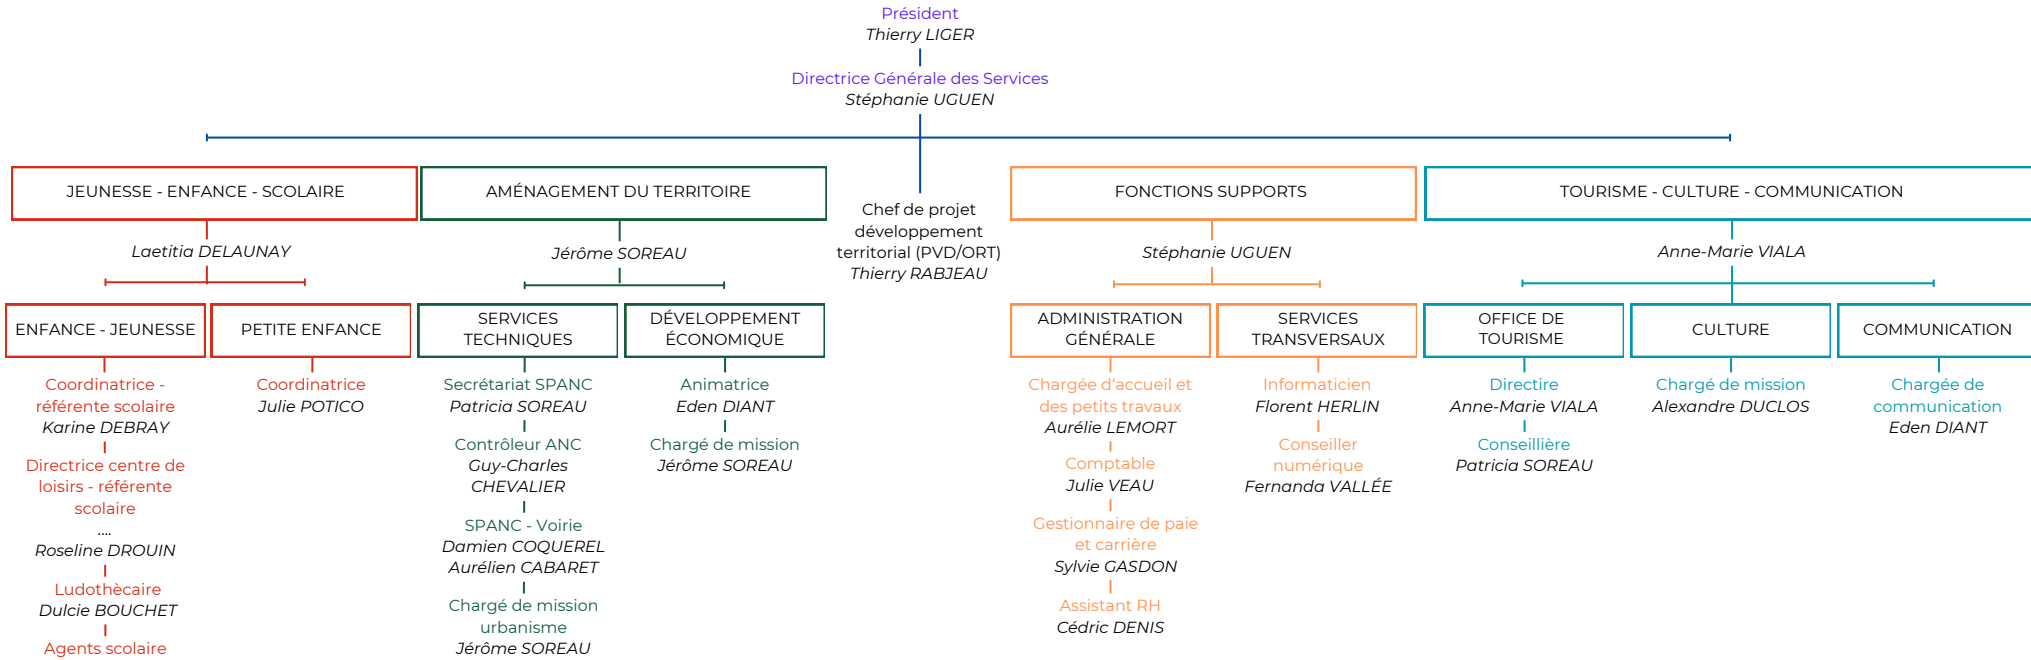 Président
Thierry LIGER
Directrice Générale des Services
Stéphanie UGUEN
JEUNESSE - ENFANCE - SCOLAIRE
Laetitia DELAUNAY
ENFANCE - JEUNESSE
Coordinatrice -
référente scolaire
Karine DEBRAY
Directrice centre de
loisirs - référente
scolaire
....
Roseline DROUIN
Ludothècaire
Dulcie BOUCHET
Agents scolaire
PETITE ENFANCE
Coordinatrice
Julie POTICO
AMÉNAGEMENT DU TERRITOIRE
Jérôme SOREAU
SERVICES
TECHNIQUES
Secrétariat SPANC
Patricia SOREAU
Contrôleur ANC
Guy-Charles
CHEVALIER
SPANC - Voirie
Damien COQUEREL
Aurélien CABARET
Chargé de mission
urbanisme
Jérôme SOREAU
DÉVELOPPEMENT
ÉCONOMIQUE
Animatrice
Eden DIANT
Chargé de mission
Jérôme SOREAU
Chef de projet
développement
territorial (PVD/ORT)
Thierry RABJEAU
FONCTIONS SUPPORTS
Stéphanie UGUEN
ADMINISTRATION
GÉNÉRALE
Chargée d'accueil et
des petits travaux
Aurélie LEMORT
Comptable
Julie VEAU
Gestionnaire de paie
et carrière
Sylvie GASDON
Assistant RH
Cédric DENIS
SERVICES
TRANSVERSAUX
Informaticien
Florent HERLIN
Conseiller
numérique
Fernanda VALLÉE
TOURISME - CULTURE - COMMUNICATION
Anne-Marie VIALA
OFFICE DE
TOURISME
Directire
Anne-Marie VIALA
Conseillière
Patricia SOREAU
CULTURE
Chargé de mission
Alexandre DUCLOS
COMMUNICATION
Chargée de
communication
Eden DIANT